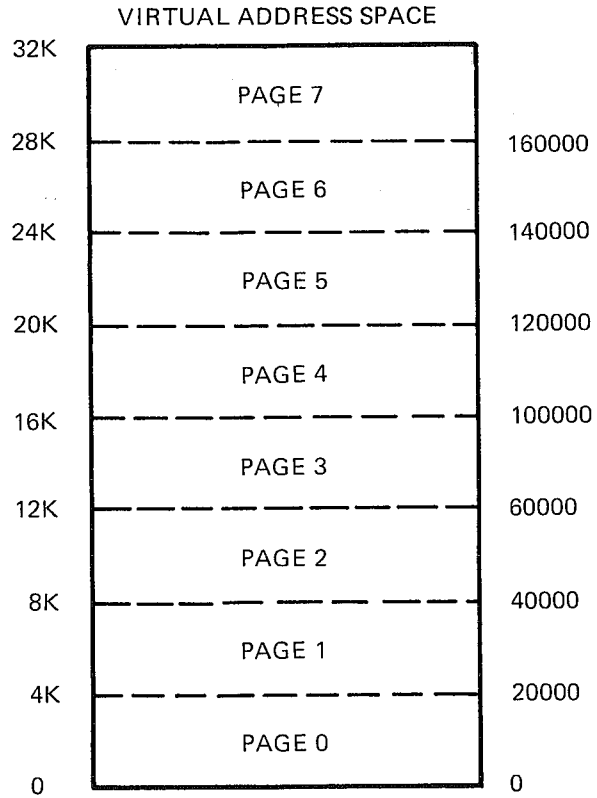 VIRTUAL ADDRESS SPACE
32K
PAGE 7
28K 160000
PAGE 6
24K 140000
PAGE 5
20K 120000
PAGE 4
16K 100000
PAGE 3
12K 60000
PAGE 2
8K 40000
PAGE 1
4K 20000
PAGE 0
0 0